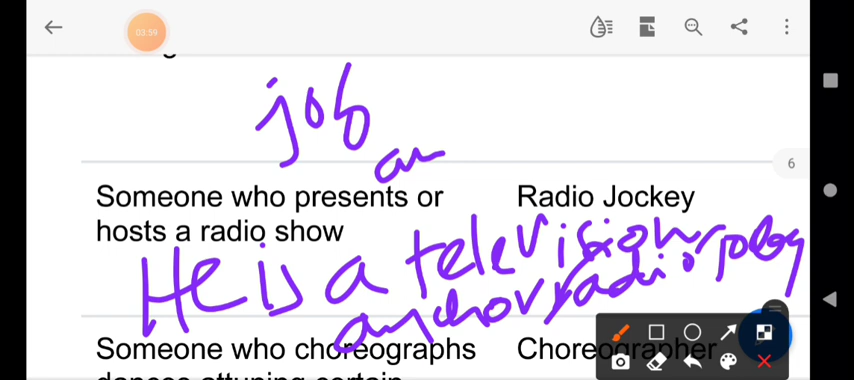 03:59
job
an
6
Someone who presents or
Radio Jockey
hosts a radio show
He is a television
anchor/radio jockey
Someone who choreographs
Choreographer